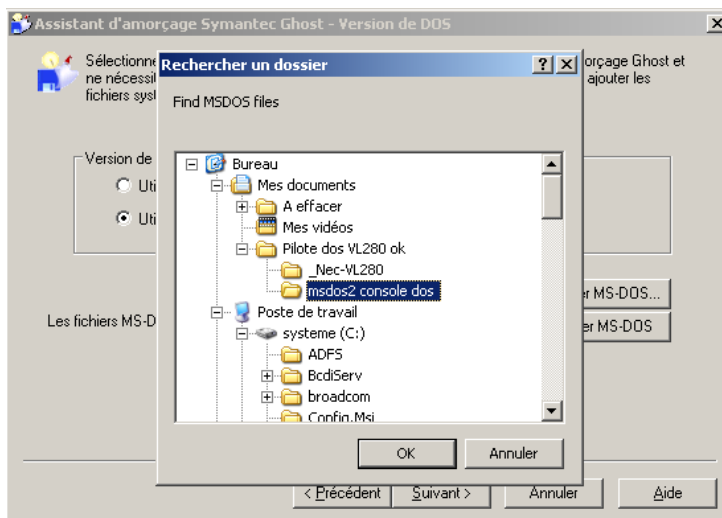 Assistant d'amorçage Symantec Ghost - Version de DOS
Sélectionne
orçage Ghost et
ne nécessi
ajouter les
fichiers sys
Rechercher un dossier
Find MSDOS files
Version de
Uti
Uti
Bureau
Mes documents
A effacer
Mes vidéos
Pilote dos VL280 ok
_Nec-VL280
msdos2 console dos
Poste de travail
systeme (C:)
ADFS
BcdiServ
broadcom
Config.Msi
er MS-DOS...
Les fichiers MS-D
er MS-DOS
OK
Annuler
< Précédent
Suivant >
Annuler
Aide